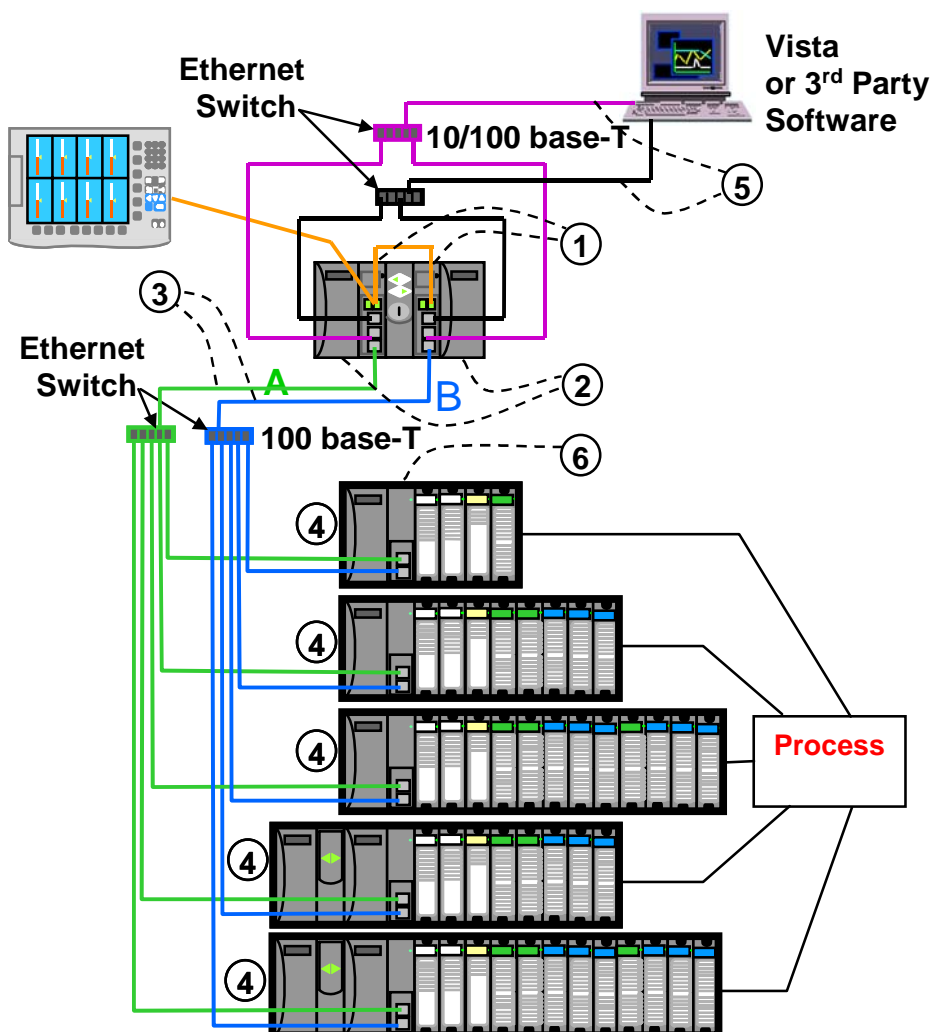 Vista
or 3rd Party
Software
Ethernet
Switch
10/100 base-T
5
1
3
Ethernet
Switch
A
B
2
100 base-T
6
4
4
4
Process
4
4